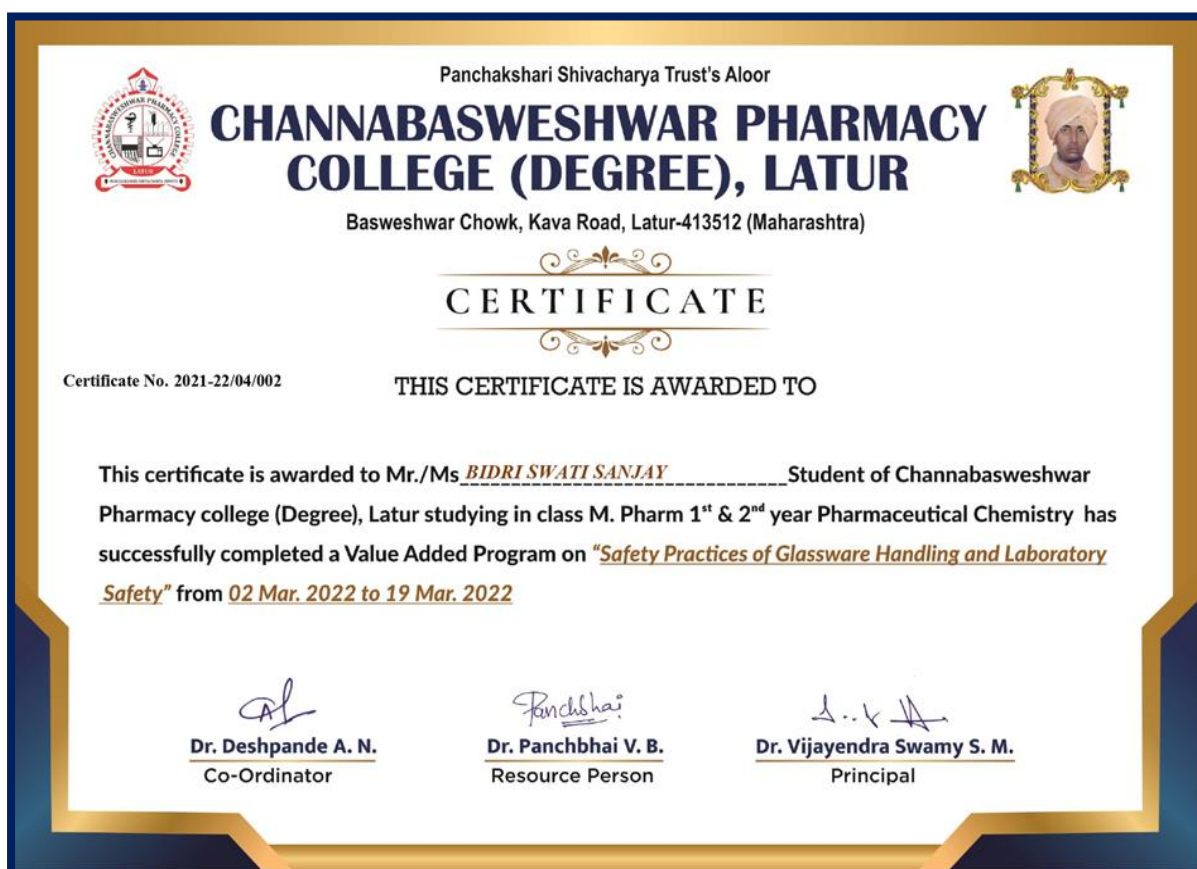 Panchakshari Shivacharya Trust's Aloor
CHANNABASWESHWAR PHARMACY
COLLEGE (DEGREE), LATUR
Basweshwar Chowk, Kava Road, Latur-413512 (Maharashtra)
CHANNABASWESHWAR PHARMACY COLLEGE
LATUR
CERTIFICATE
Certificate No. 2021-22/04/002
THIS CERTIFICATE IS AWARDED TO
This certificate is awarded to Mr./Ms BIDRI SWATI SANJAY Student of Channabasweshwar
Pharmacy college (Degree), Latur studying in class M. Pharm 1st & 2nd year Pharmaceutical Chemistry has
successfully completed a Value Added Program on "Safety Practices of Glassware Handling and Laboratory
Safety" from 02 Mar. 2022 to 19 Mar. 2022
Panchbhai
Dr. Deshpande A. N.
Co-Ordinator
Dr. Panchbhai V. B.
Resource Person
Dr. Vijayendra Swamy S. M.
Principal